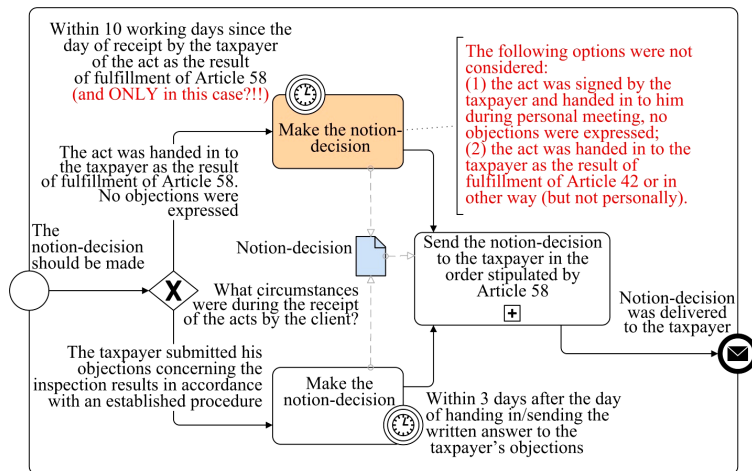 Within 10 working days since the
day of receipt by the taxpayer
of the act as the result
of fulfillment of Article 58
(and ONLY in this case?!!)
The following options were not
considered:
(1) the act was signed by the
taxpayer and handed in to him
during personal meeting, no
objections were expressed;
(2) the act was handed in to the
taxpayer as the result of
fulfillment of Article 42 or in
other way (but not personally).
Make the notion-
decision
The act was handed in to
the taxpayer as the result
of fulfillment of Article 58.
No objections were
expressed
The
notion-decision
should be made
Notion-decision
Send the notion-decision
to the taxpayer in the
order stipulated by
Article 58
X
What circumstances
were during the receipt
of the acts by the client?
Notion-decision
was delivered
to the taxpayer
The taxpayer submitted his
objections concerning the
inspection results in accordance
with an established procedure
Make the
notion-decision
Within 3 days after the day
of handing in/sending the
written answer to the
taxpayer's objections